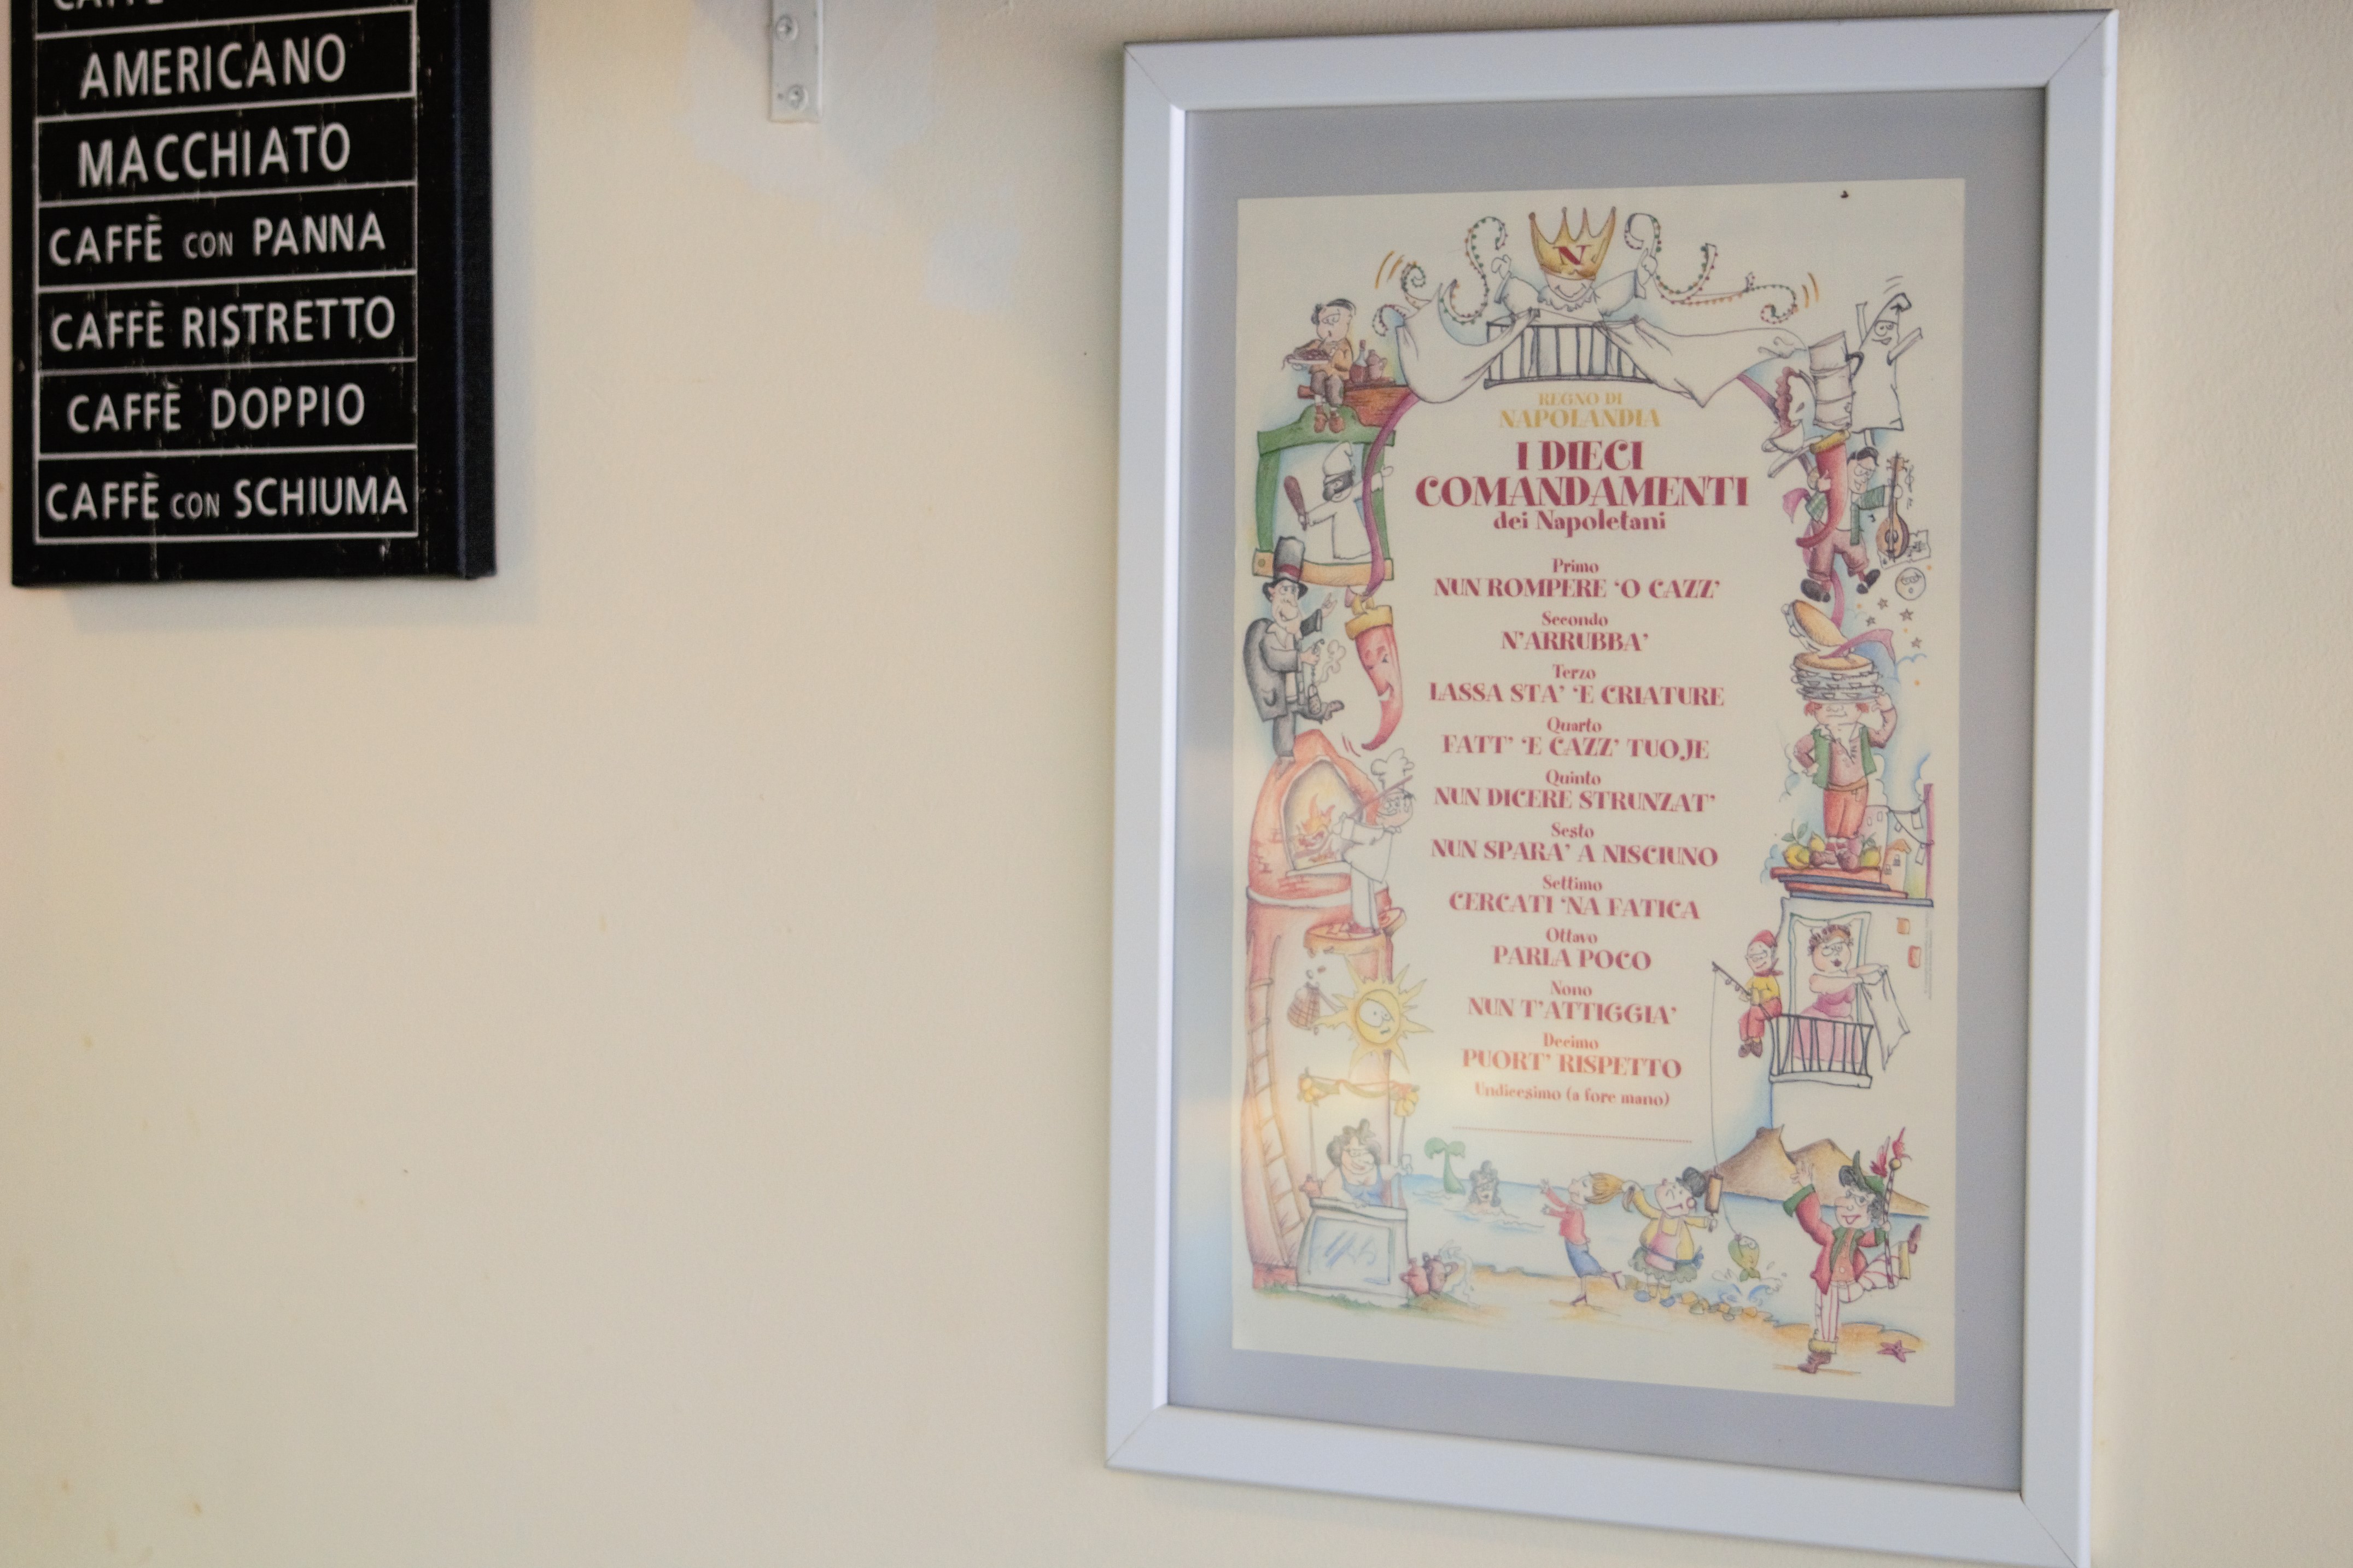 CAFFÈ
AMERICANO
MACCHIATO
CAFFÈ CON PANNA
CAFFÈ RISTRETTO
CAFFÈ DOPPIO
CAFFÈ CON SCHIUMA
N
REGNO DI
NAPOLANDIA
I DIECI
COMANDAMENTI
dei Napoletani
Primo
NUN ROMPERE ‘O CAZZ’
Secondo
N’ARRUBBA’
Terzo
LASSA STA’ ‘E CRIATURE
Quarto
FATT’ ‘E CAZZ’ TUOJE
Quinto
NUN DICERE STRUNZAT’
Sesto
NUN SPARA’ A NISCIUNO
Settimo
CERCATI ‘NA FATICA
Ottavo
PARLA POCO
Nono
NUN T’ATTIGGIA’
Decimo
PUORT’ RISPETTO
Undicesimo (a fore mano)